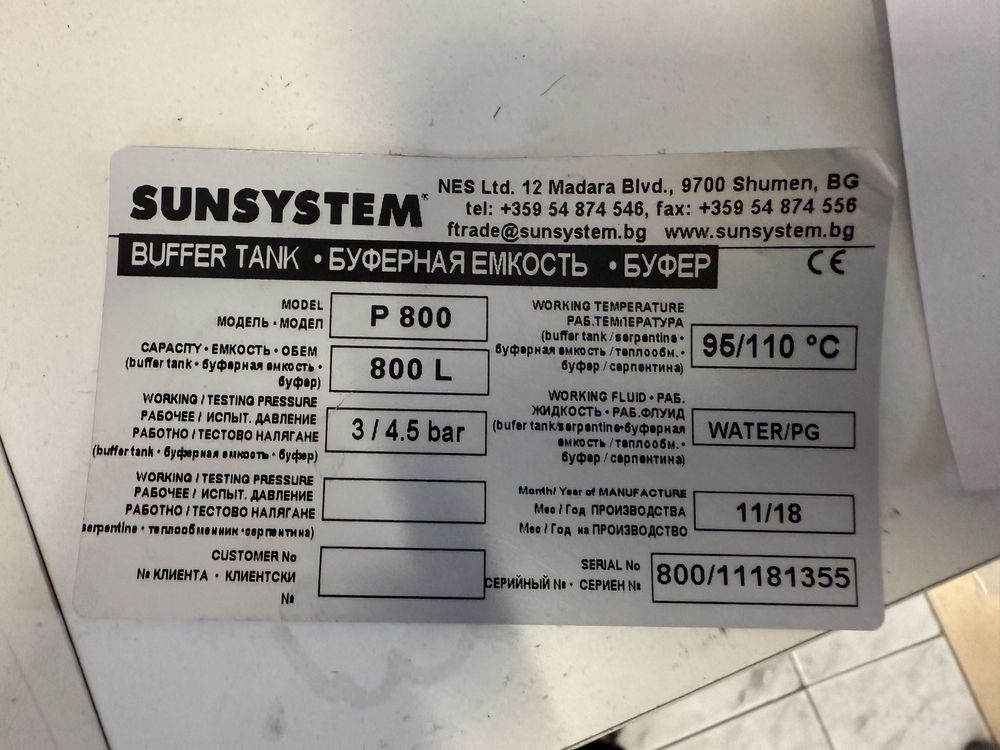 SUNSYSTEM
NES Ltd. 12 Madara Blvd., 9700 Shumen, BG
tel: +359 54 874 546, fax: +359 54 874 556
ftrade@sunsystem.bg www.sunsystem.bg
BUFFER TANK • БУФЕРНАЯ ЕМКОСТЬ • БУФЕР
CE
MODEL
МОДЕЛЬ • МОДЕЛ
P 800
CAPACITY • ЕМКОСТЬ • ОБЕМ
(buffer tank • буферная емкость •
буфер)
800 L
WORKING / TESTING PRESSURE
РАБОЧЕЕ / ИСПЫТ. ДАВЛЕНИЕ
РАБОТНО / ТЕСТОВО НАЛЯГАНЕ
(buffer tank • буферная емкость • буфер)
3 / 4.5 bar
WORKING / TESTING PRESSURE
РАБОЧЕЕ / ИСПЫТ. ДАВЛЕНИЕ
РАБОТНО / ТЕСТОВО НАЛЯГАНЕ
serpentine • теплообменник •серпентина)
CUSTOMER No
№ КЛИЕНТА • КЛИЕНТСКИ
№
WORKING TEMPERATURE
РАБ.ТЕМПЕРАТУРА
(buffer tank / serpentine •
буферная емкость / теплообм. •
буфер / серпентина)
95/110 °C
WORKING FLUID • РАБ.
ЖИДКОСТЬ • РАБ.ФЛУИД
(bufer tank/serpentine•буферная
емкость / теплообм. •
буфер / серпентина)
WATER/PG
Month/ Year of MANUFACTURE
Мес / Год ПРОИЗВОДСТВА
Мес / Год на ПРОИЗВОДСТВО
11/18
SERIAL No
СЕРИЙНЫЙ № • СЕРИЕН №
800/11181355